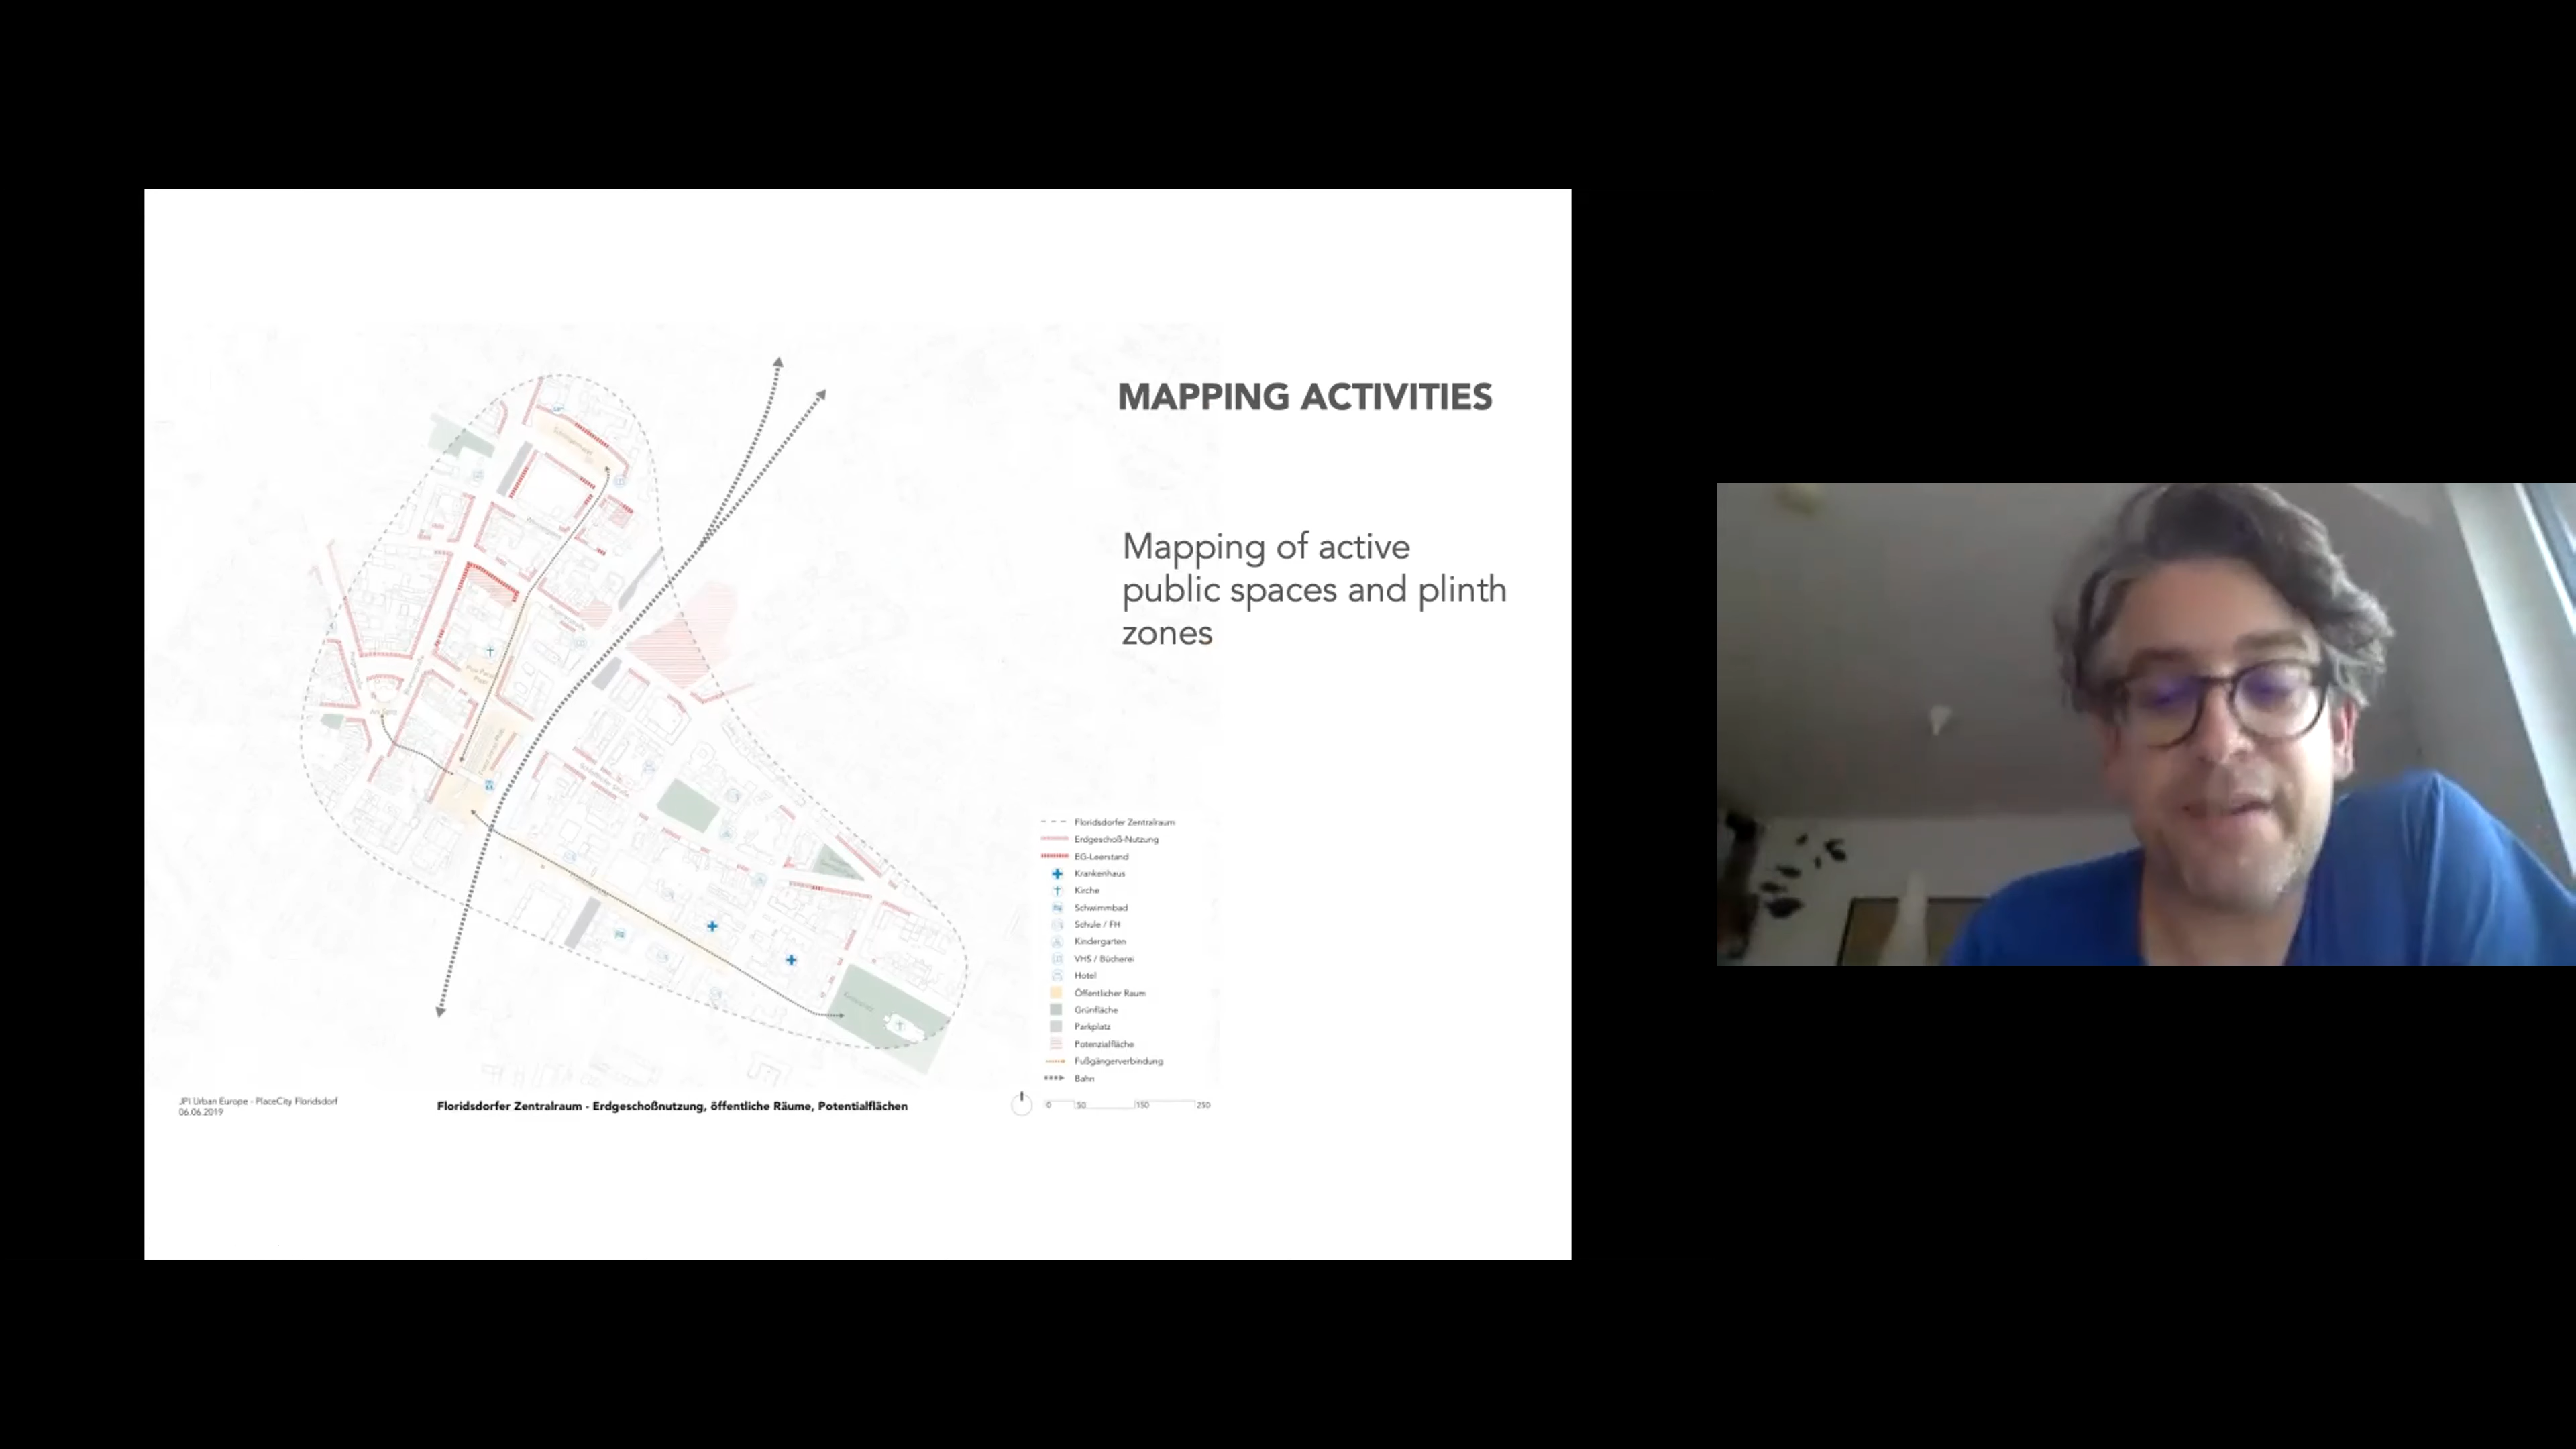 MAPPING ACTIVITIES
Mapping of active
public spaces and plinth
zones
Floridsdorfer Zentralraum
Erdgeschoß-Nutzung
EG-Leerstand
Krankenhaus
Kirche
Schwimmbad
Schule / FH
Kindergarten
VHS / Bücherei
Hotel
Öffentlicher Raum
Grünfläche
Parkplatz
Potenzialfläche
Fußgängerverbindung
Bahn
JPI Urban Europe - PlaceCity Floridsdorf
06.06.2019
Floridsdorfer Zentralraum - Erdgeschoßnutzung, öffentliche Räume, Potentialflächen
0 50 150 250